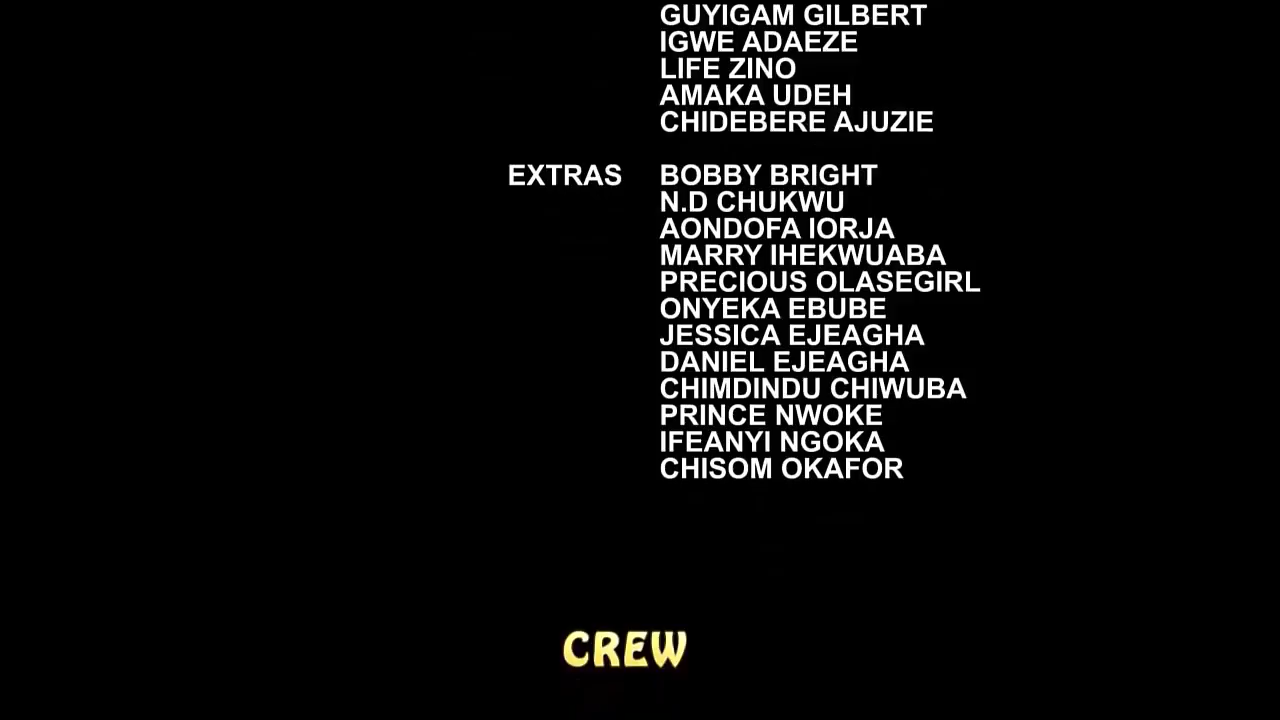 GUYIGAM GILBERT
IGWE ADAEZE
LIFE ZINO
AMAKA UDEH
CHIDEBERE AJUZIE
EXTRAS BOBBY BRIGHT
N.D CHUKWU
AONDOFA IORJA
MARRY IHEKWUABA
PRECIOUS OLASEGIRL
ONYEKA EBUBE
JESSICA EJEAGHA
DANIEL EJEAGHA
CHIMDINDU CHIWUBA
PRINCE NWOKE
IFEANYI NGOKA
CHISOM OKAFOR
CREW